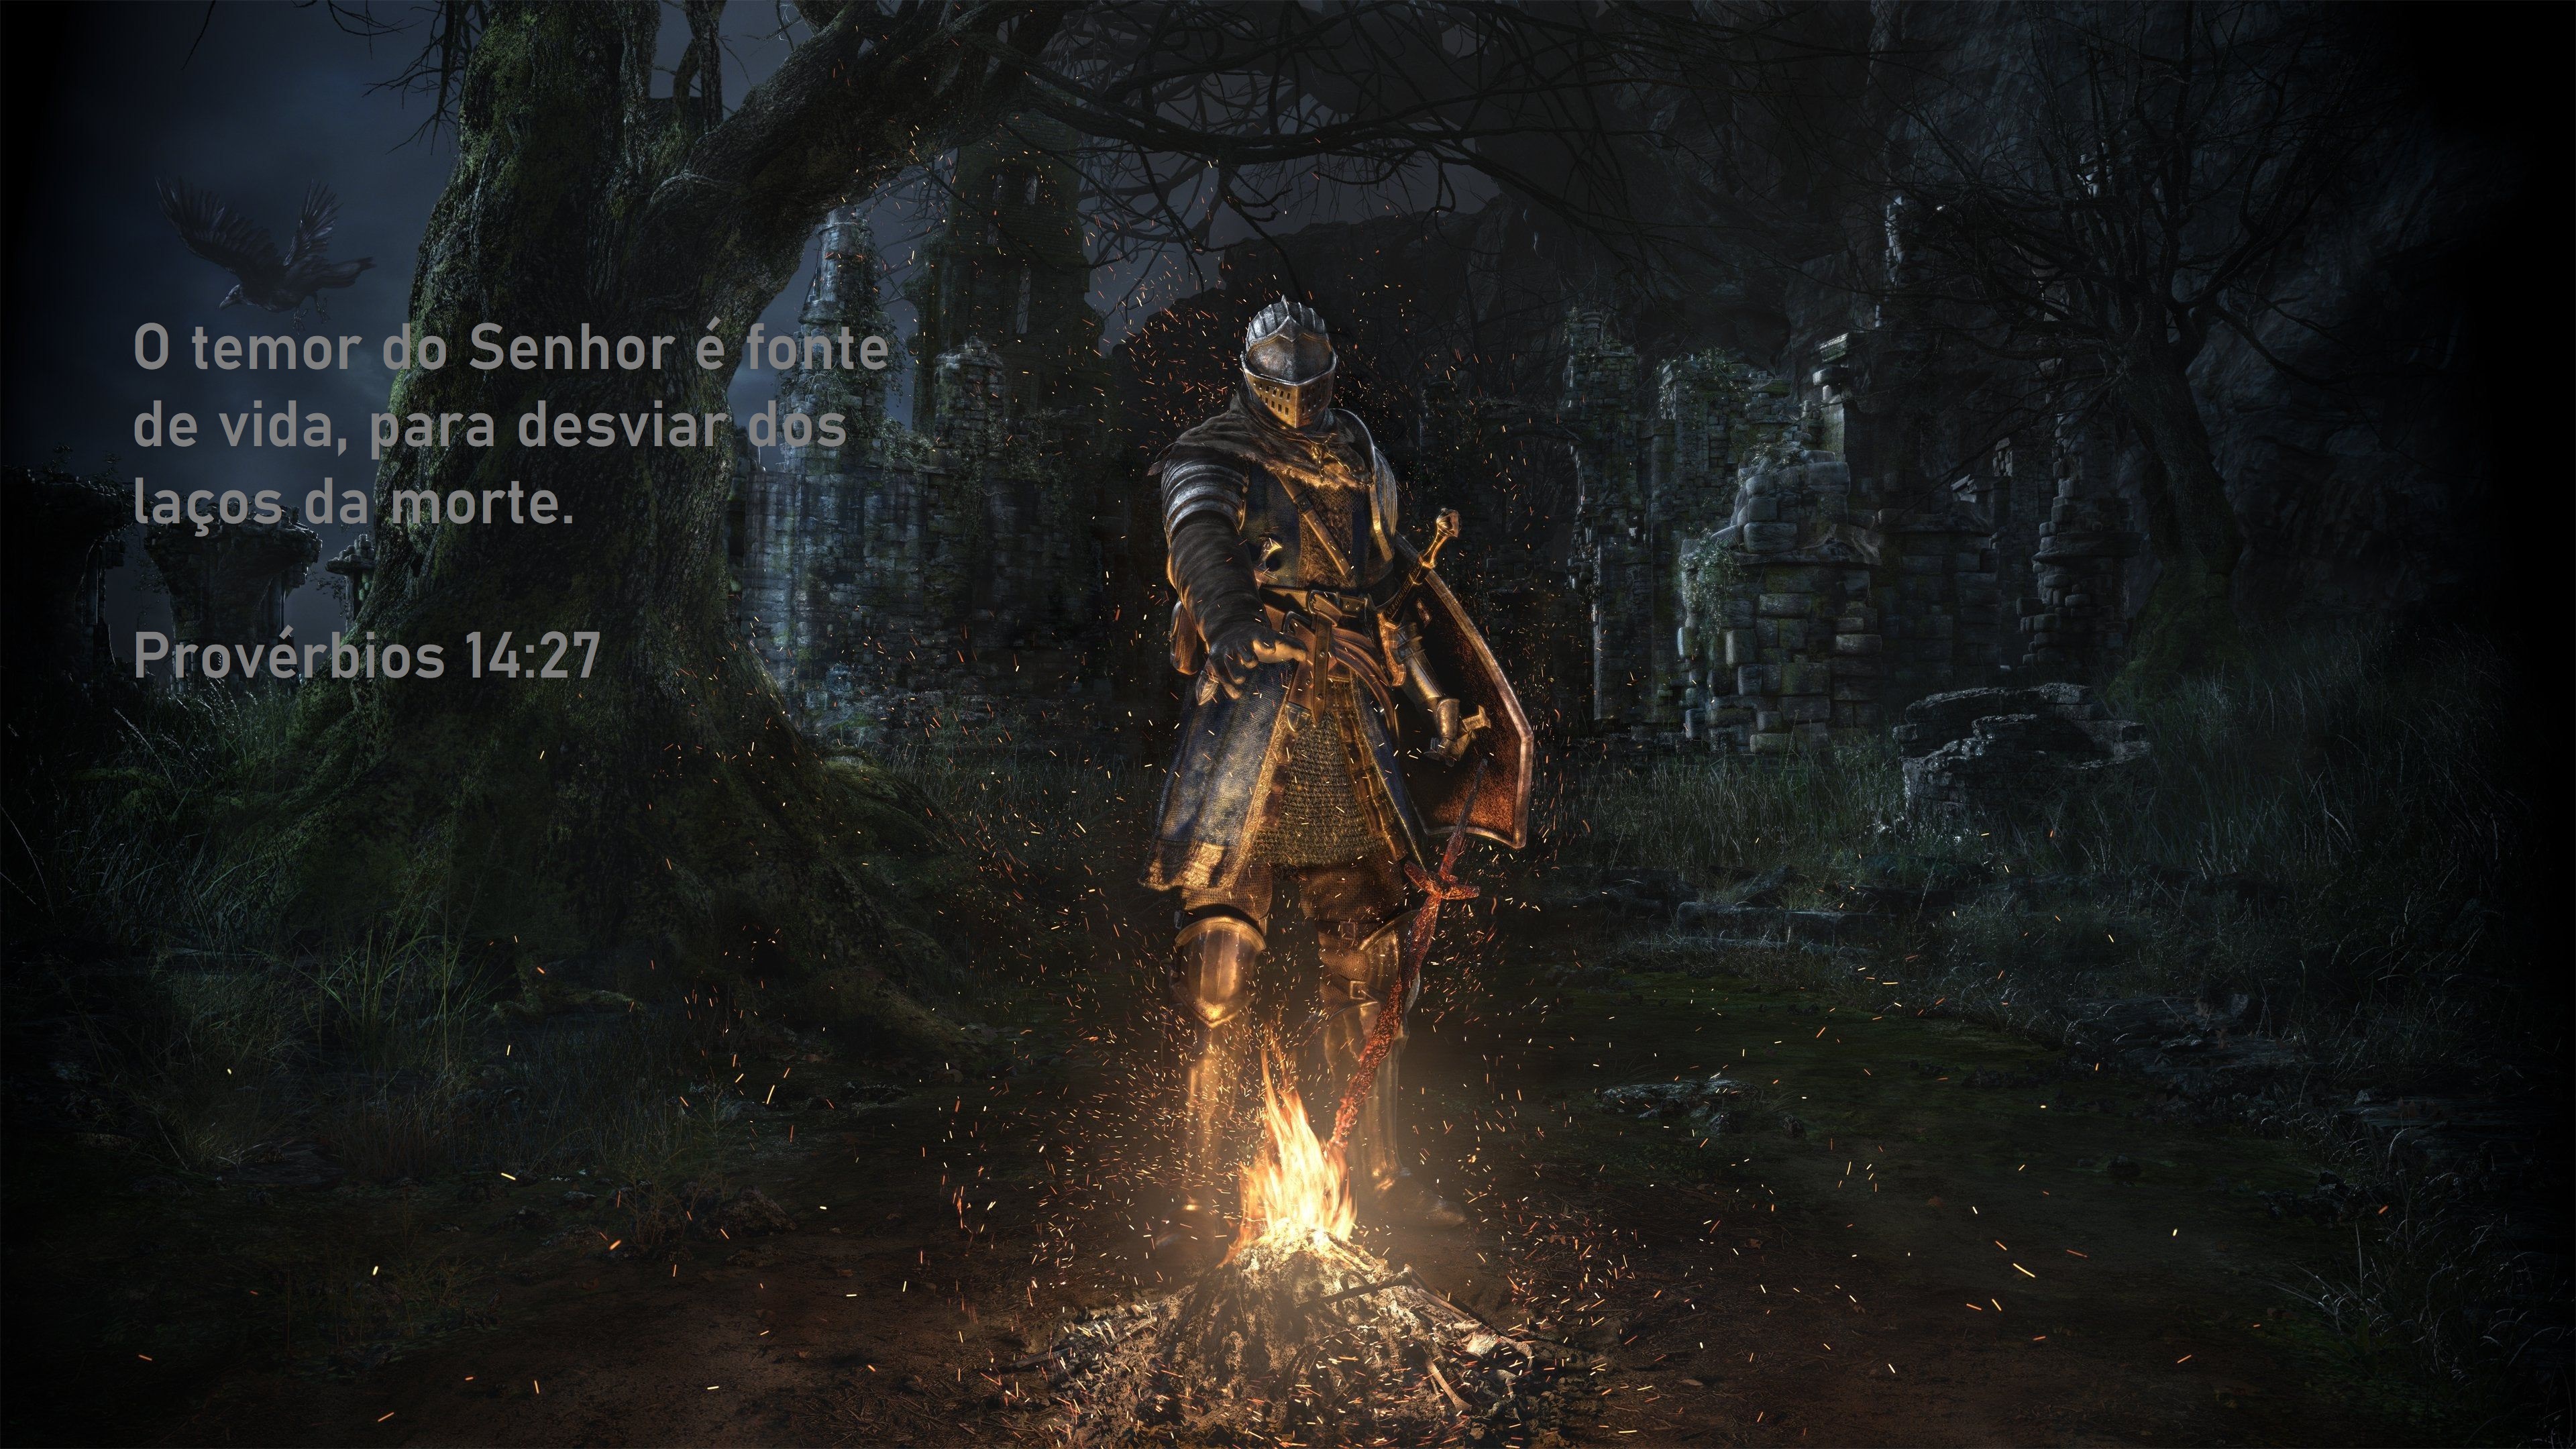 O temor do Senhor é fonte
de vida, para desviar dos
laços da morte.
Provérbios 14:27